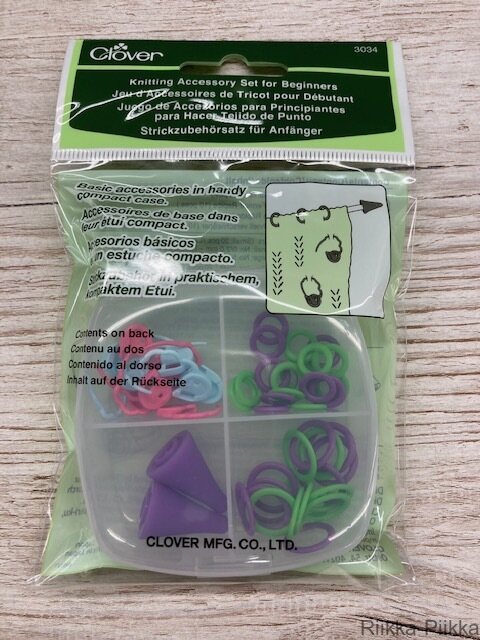 Clover
3034
Knitting Accessory Set for Beginners
Jeu d'Accessoires de Tricot pour Débutant
Juego de Accesorios para Principiantes
para Hacer Tejido de Punto
Strickzubehörsatz für Anfänger
Basic accessories in handy
compact case.
Accessoires de base dans
leur étui compact.
Accesorios básicos
en estuche compacto.
Strickzubehör in praktischem,
kompaktem Etui.
Contents on back
Contenu au dos
Contenido al dorso
Inhalt auf der Rückseite
CLOVER MFG. CO., LTD.
Riikka Piikka